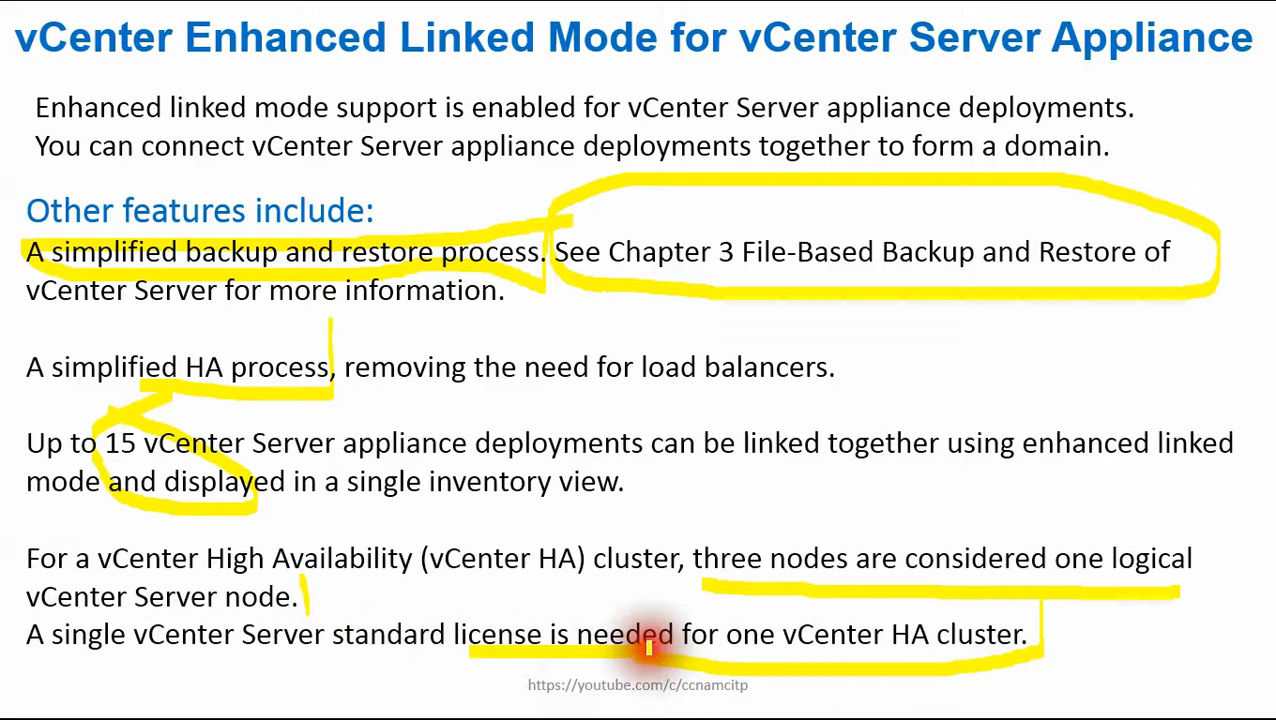 vCenter Enhanced Linked Mode for vCenter Server Appliance
Enhanced linked mode support is enabled for vCenter Server appliance deployments.
You can connect vCenter Server appliance deployments together to form a domain.
Other features include:
A simplified backup and restore process. See Chapter 3 File-Based Backup and Restore of
vCenter Server for more information.
A simplified HA process, removing the need for load balancers.
Up to 15 vCenter Server appliance deployments can be linked together using enhanced linked
mode and displayed in a single inventory view.
For a vCenter High Availability (vCenter HA) cluster, three nodes are considered one logical
vCenter Server node.
A single vCenter Server standard license is needed for one vCenter HA cluster.
https://youtube.com/c/ccnamcitp